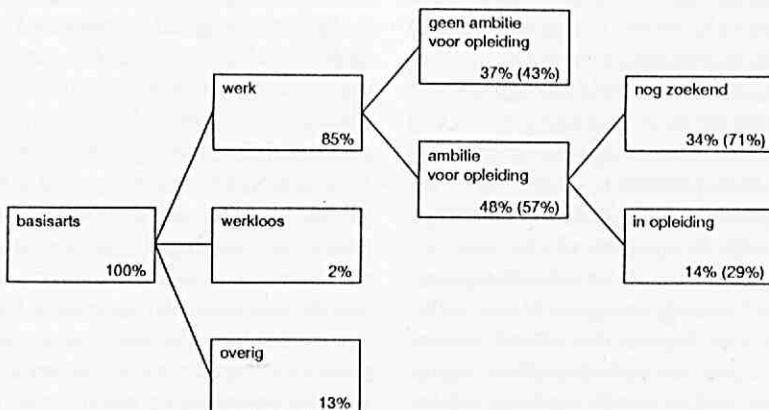 geen ambitie
voor opleiding
37% (43%)
werk
85%
nog zoekend
34% (71%)
ambitie
voor opleiding
48% (57%)
basisarts
100%
werkloos
2%
in opleiding
14% (29%)
overig
13%